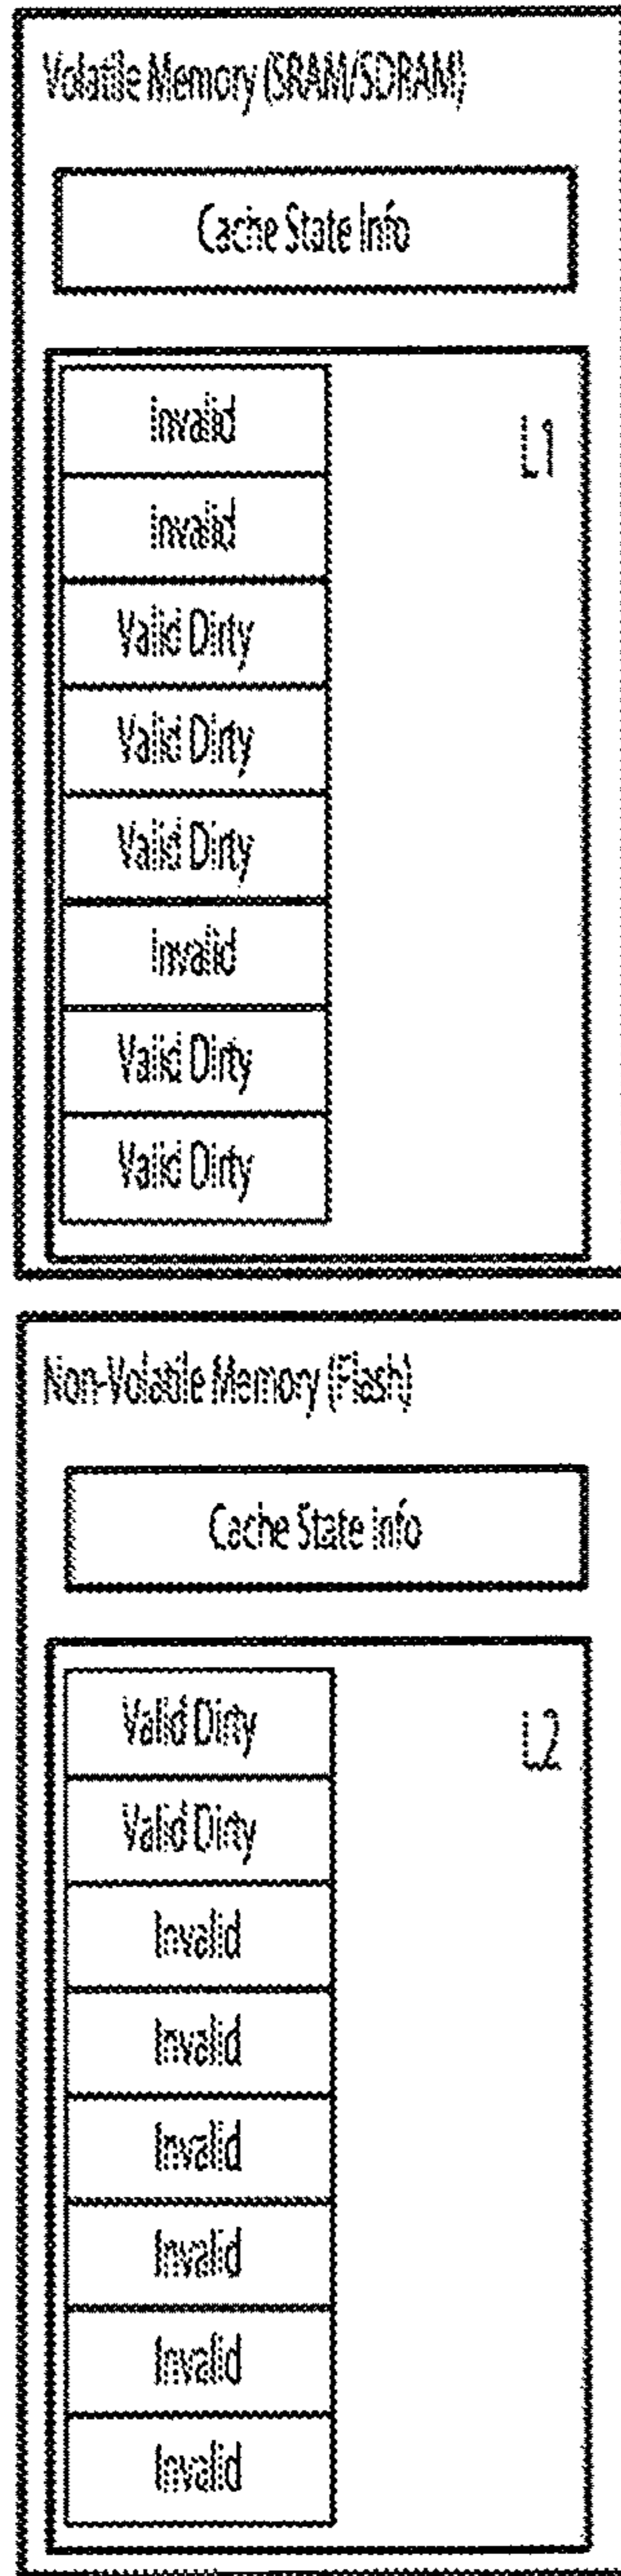 Volatile Memory (SRAM/SDRAM)
Cache State Info
L1
Invalid
Invalid
Valid Dirty
Valid Dirty
Valid Dirty
Invalid
Valid Dirty
Valid Dirty
Non-Volatile Memory (Flash)
Cache State Info
L2
Valid Dirty
Valid Dirty
Invalid
Invalid
Invalid
Invalid
Invalid
Invalid